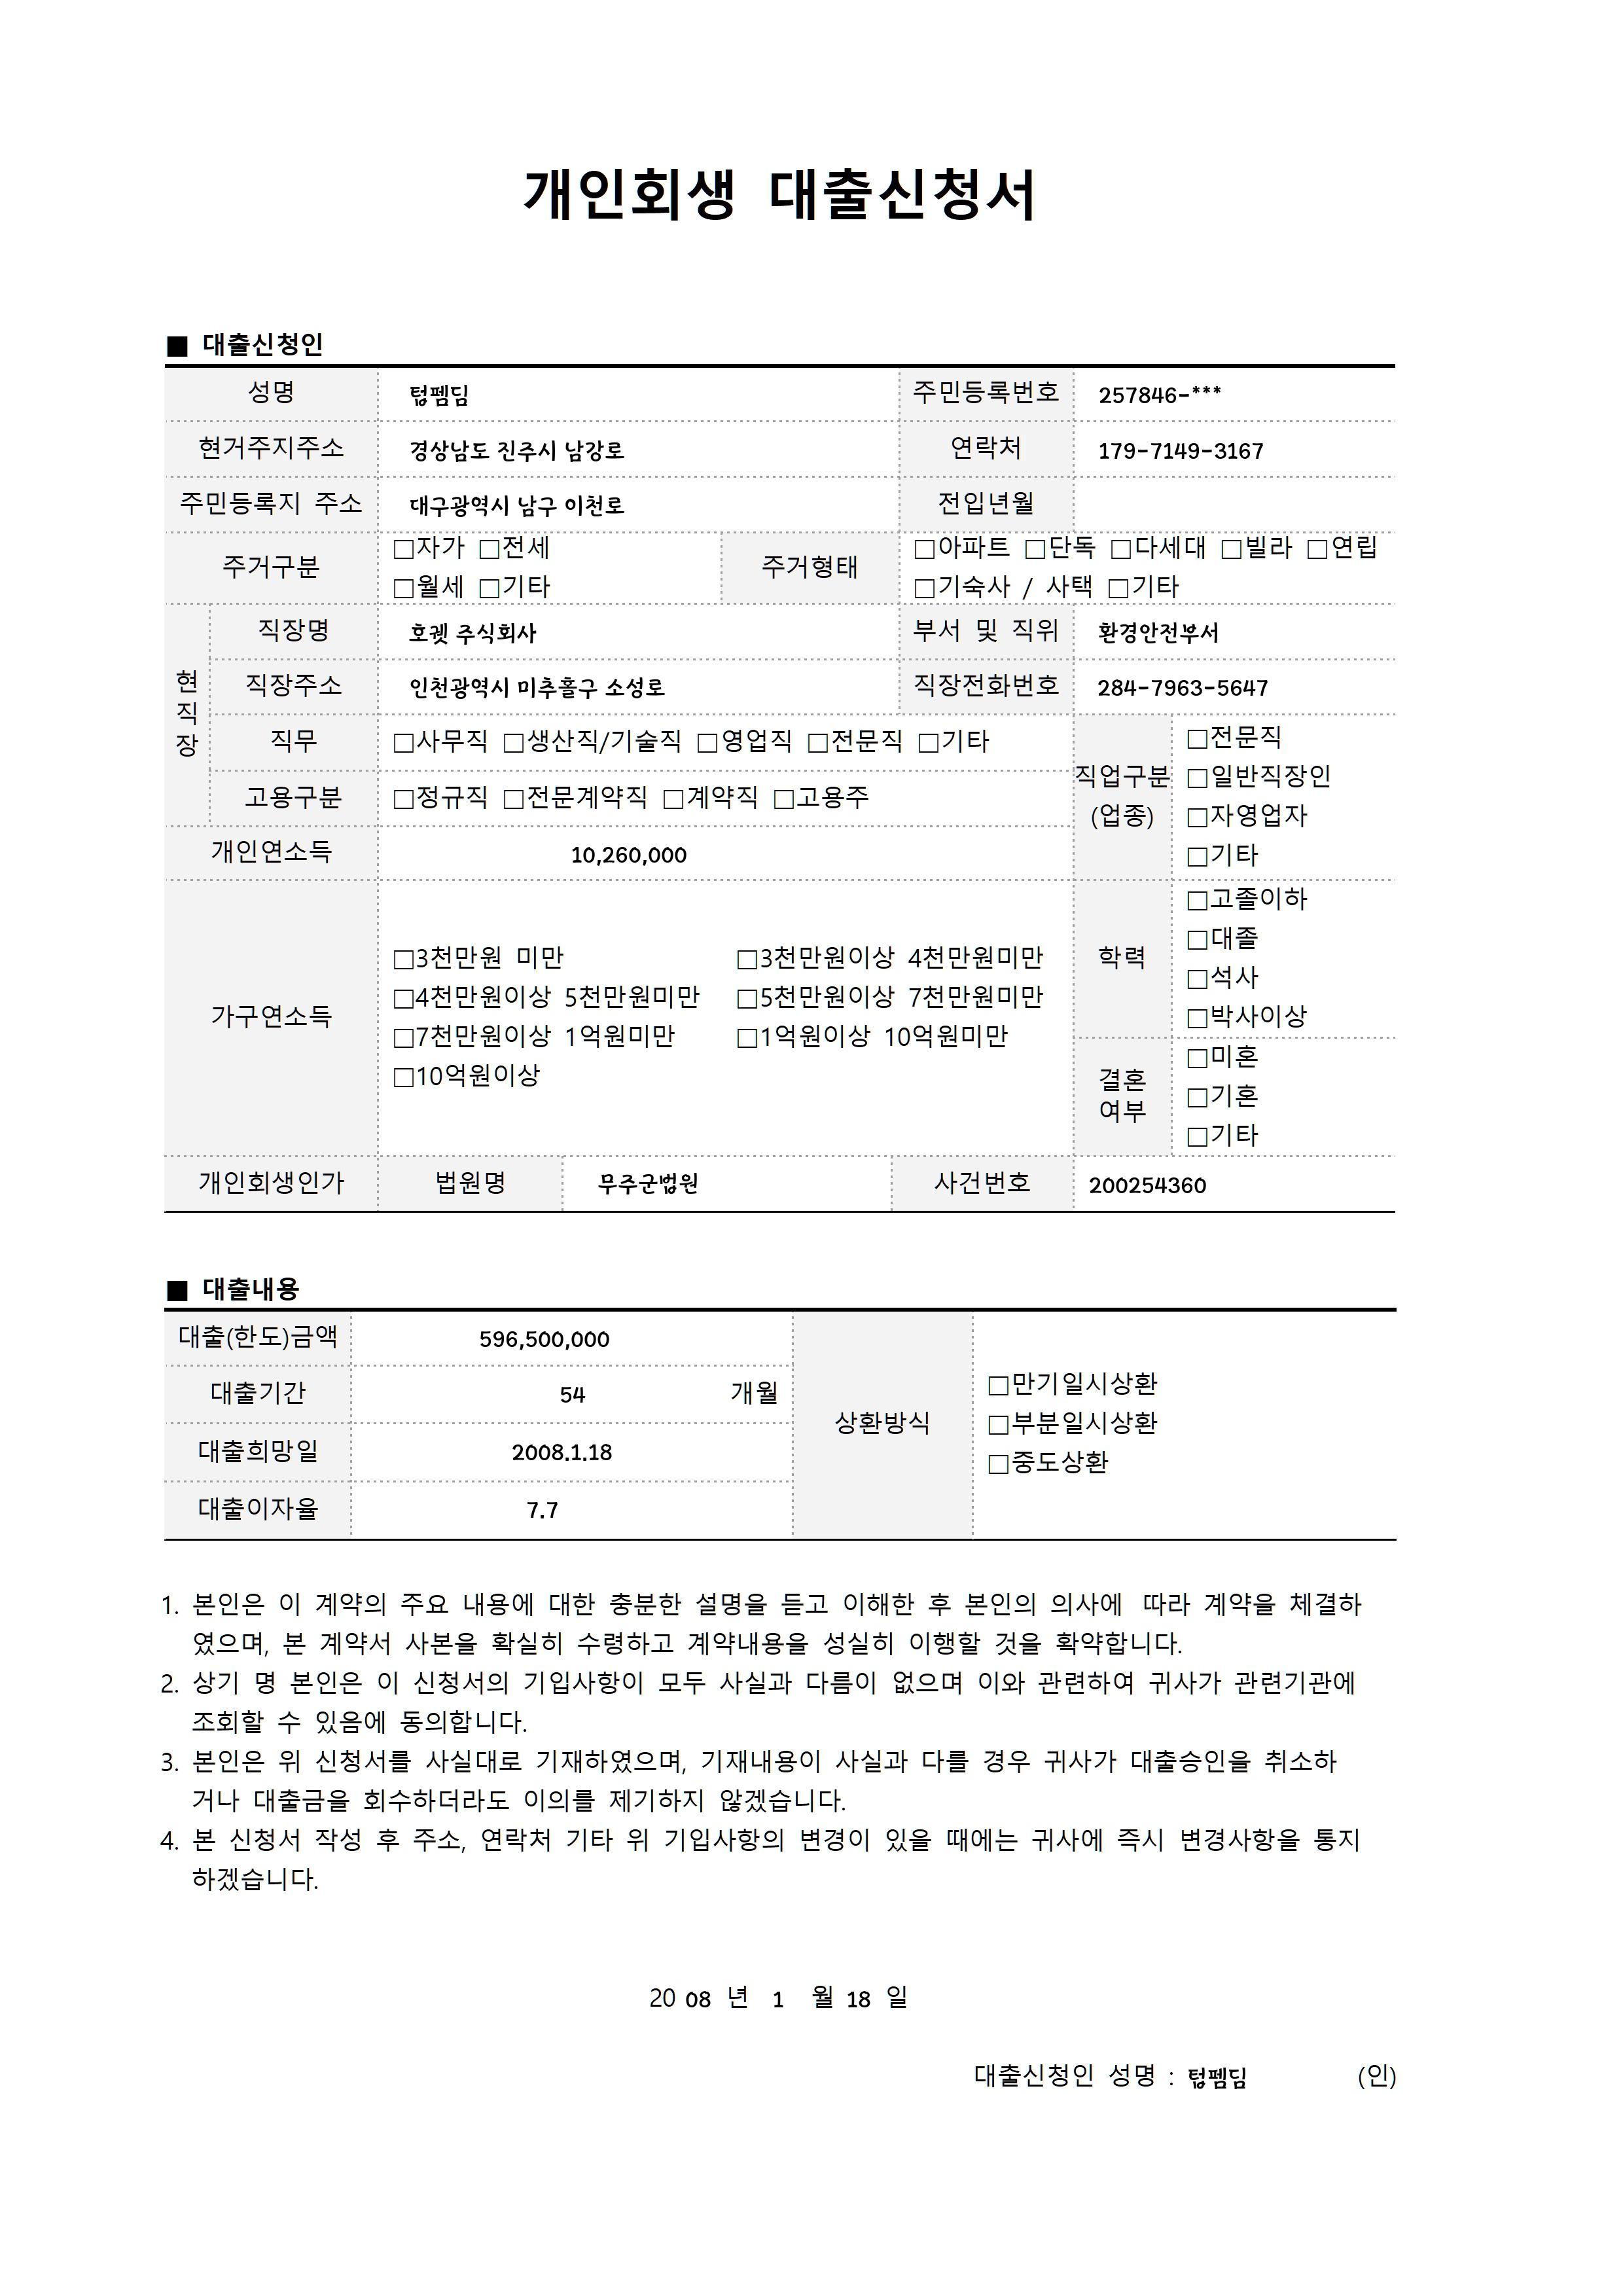 개인회생 대출신청서
■ 대출신청인
성명 텁펨딤 주민등록번호 257846-***
현거주지주소 경상남도 진주시 남강로 연락처 179-7149-3167
주민등록지 주소 대구광역시 남구 이천로 전입년월
주거구분 □자가 □전세 □월세 □기타 주거형태 □아파트 □단독 □다세대 □빌라 □연립 □기숙사 / 사택 □기타
현직장
직장명 호궻 주식회사 부서 및 직위 환경안전부서
직장주소 인천광역시 미추홀구 소성로 직장전화번호 284-7963-5647
직무 □사무직 □생산직/기술직 □영업직 □전문직 □기타
고용구분 □정규직 □전문계약직 □계약직 □고용주
직업구분 (업종) □전문직 □일반직장인 □자영업자 □기타
개인연소득 10,260,000
가구연소득
□3천만원 미만 □3천만원이상 4천만원미만
□4천만원이상 5천만원미만 □5천만원이상 7천만원미만
□7천만원이상 1억원미만 □1억원이상 10억원미만
□10억원이상
학력 □고졸이하 □대졸 □석사 □박사이상
결혼여부 □미혼 □기혼 □기타
개인회생인가 법원명 무주군법원 사건번호 200254360
■ 대출내용
대출(한도)금액 596,500,000
대출기간 54 개월
대출희망일 2008.1.18
대출이자율 7.7
상환방식 □만기일시상환 □부분일시상환 □중도상환
1. 본인은 이 계약의 주요 내용에 대한 충분한 설명을 듣고 이해한 후 본인의 의사에 따라 계약을 체결하
였으며, 본 계약서 사본을 확실히 수령하고 계약내용을 성실히 이행할 것을 확약합니다.
2. 상기 명 본인은 이 신청서의 기입사항이 모두 사실과 다름이 없으며 이와 관련하여 귀사가 관련기관에
조회할 수 있음에 동의합니다.
3. 본인은 위 신청서를 사실대로 기재하였으며, 기재내용이 사실과 다를 경우 귀사가 대출승인을 취소하
거나 대출금을 회수하더라도 이의를 제기하지 않겠습니다.
4. 본 신청서 작성 후 주소, 연락처 기타 위 기입사항의 변경이 있을 때에는 귀사에 즉시 변경사항을 통지
하겠습니다.
20 08 년 1 월 18 일
대출신청인 성명 : 텁펨딤 (인)